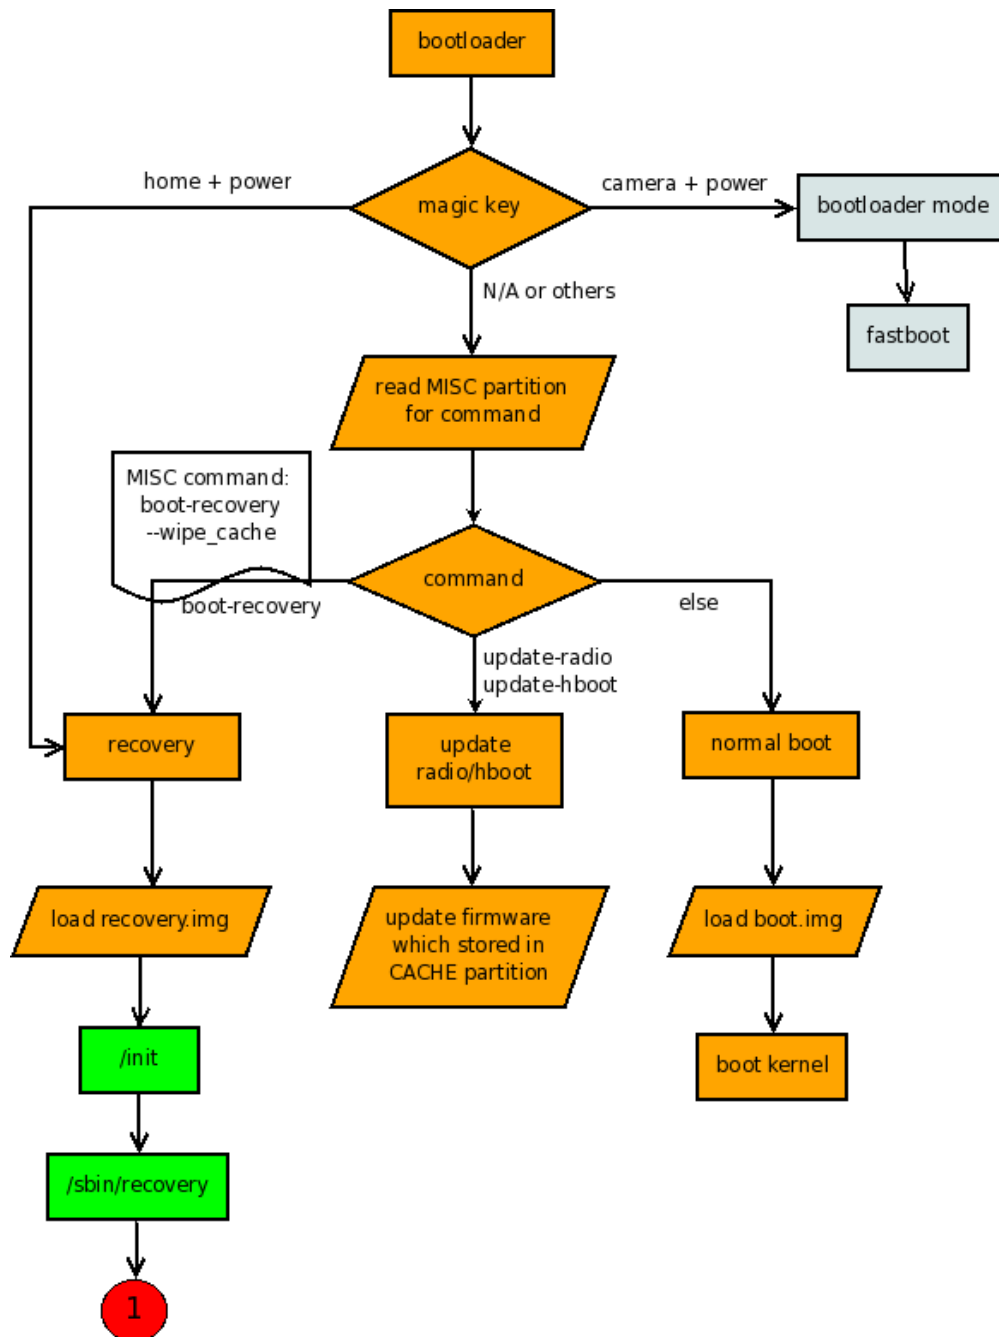 bootloader
home + power
camera + power
magic key
bootloader mode
N/A or others
fastboot
read MISC partition
for command
MISC command:
boot-recovery
--wipe_cache
command
boot-recovery
else
update-radio
update-hboot
recovery
update
radio/hboot
normal boot
load recovery.img
update firmware
which stored in
CACHE partition
load boot.img
/init
boot kernel
/sbin/recovery
1